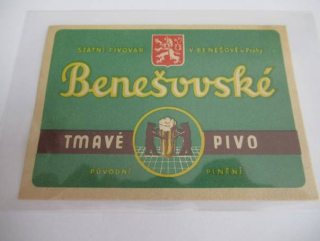 STÁTNÍ PIVOVAR V BENEŠOVĚ u Prahy
Benešovské
TMAVÉ PIVO
PŮVODNÍ PLNĚNÍ